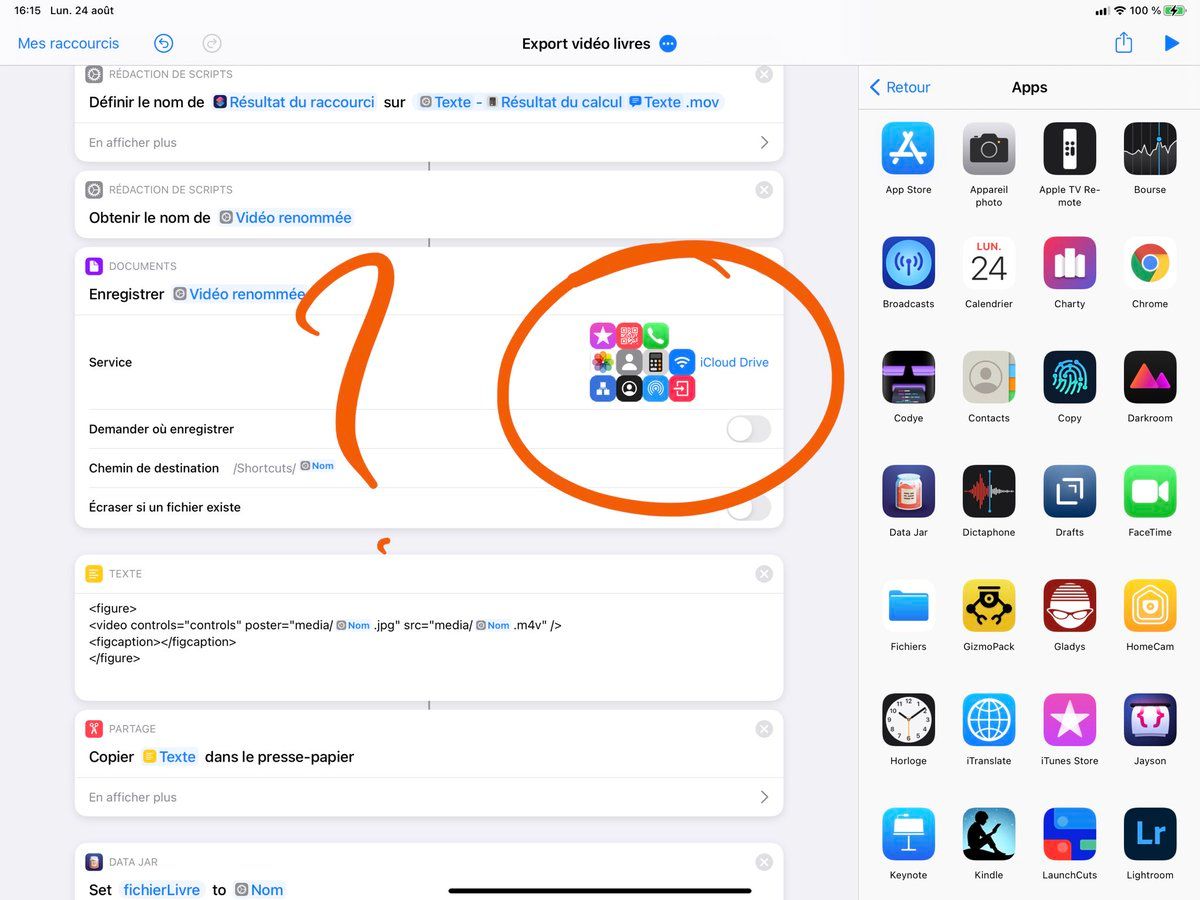 16:15 Lun. 24 août
100 %
Mes raccourcis
Export vidéo livres
RÉDACTION DE SCRIPTS
Définir le nom de Résultat du raccourci sur Texte - Résultat du calcul Texte .mov
En afficher plus
RÉDACTION DE SCRIPTS
Obtenir le nom de Vidéo renommée
DOCUMENTS
Enregistrer Vidéo renommée
Service
iCloud Drive
Demander où enregistrer
Chemin de destination /Shortcuts/ Nom
Écraser si un fichier existe
?
TEXTE
<figure>
<video controls="controls" poster="media/ Nom .jpg" src="media/ Nom .m4v" />
<figcaption></figcaption>
</figure>
PARTAGE
Copier Texte dans le presse-papier
En afficher plus
DATA JAR
Set fichierLivre to Nom
Retour
Apps
App Store
Appareil
photo
Apple TV Re-
mote
Bourse
Broadcasts
LUN.
24
Calendrier
Charty
Chrome
Codye
Contacts
Copy
Darkroom
Data Jar
Dictaphone
Drafts
FaceTime
Fichiers
GizmoPack
Gladys
HomeCam
Horloge
iTranslate
iTunes Store
Jayson
Keynote
Kindle
LaunchCuts
Lr
Lightroom